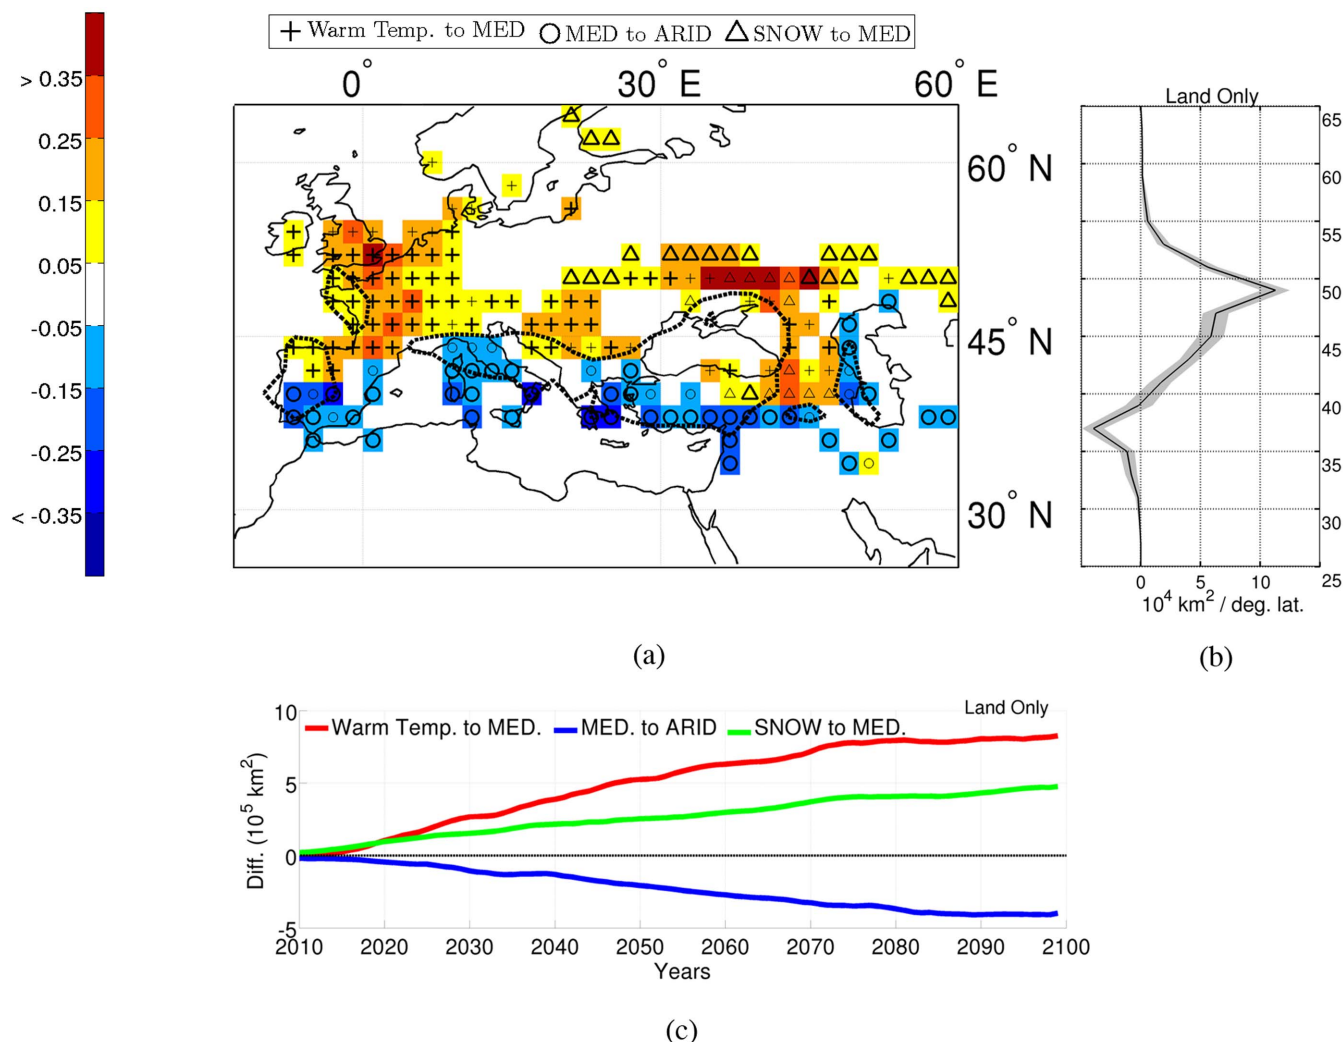 Warm Temp. to MED MED to ARID SNOW to MED
0° 30° E 60° E
> 0.35
0.25
0.15
0.05
-0.05
-0.15
-0.25
< -0.35
60° N
45° N
30° N
(a)
Land Only
65
60
55
50
45
40
35
30
25
0 5 10
10⁴ km² / deg. lat.
(b)
Land Only
Warm Temp. to MED. MED. to ARID SNOW to MED.
Diff. (10⁵ km²)
10
5
0
-5
2010 2020 2030 2040 2050 2060 2070 2080 2090 2100
Years
(c)